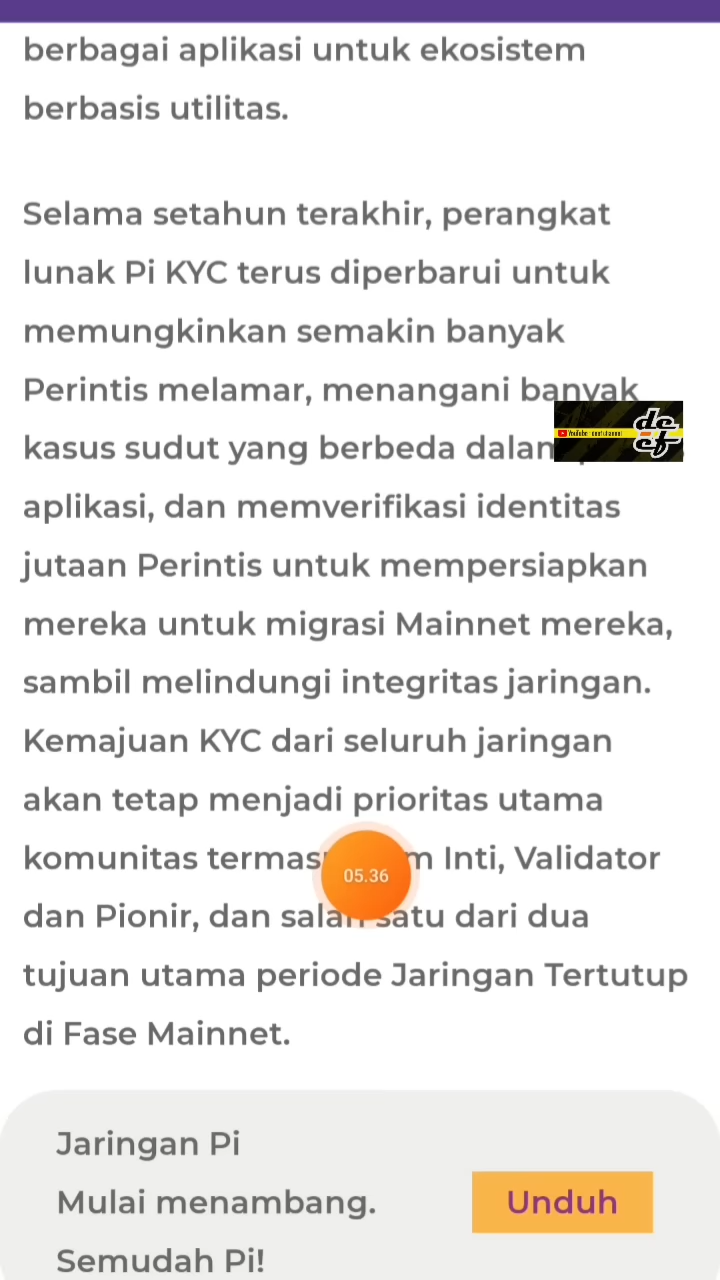 berbagai aplikasi untuk ekosistem
berbasis utilitas.
Selama setahun terakhir, perangkat
lunak Pi KYC terus diperbarui untuk
memungkinkan semakin banyak
Perintis melamar, menangani banyak
kasus sudut yang berbeda dalam
de
YouTube
ef
aplikasi, dan memverifikasi identitas
jutaan Perintis untuk mempersiapkan
mereka untuk migrasi Mainnet mereka,
sambil melindungi integritas jaringan.
Kemajuan KYC dari seluruh jaringan
akan tetap menjadi prioritas utama
komunitas Inti, Validator
05.36
dan Pionir, dan salah satu dari dua
tujuan utama periode Jaringan Tertutup
di Fase Mainnet.
Jaringan Pi
Mulai menambang.
Unduh
Semudah Pi!